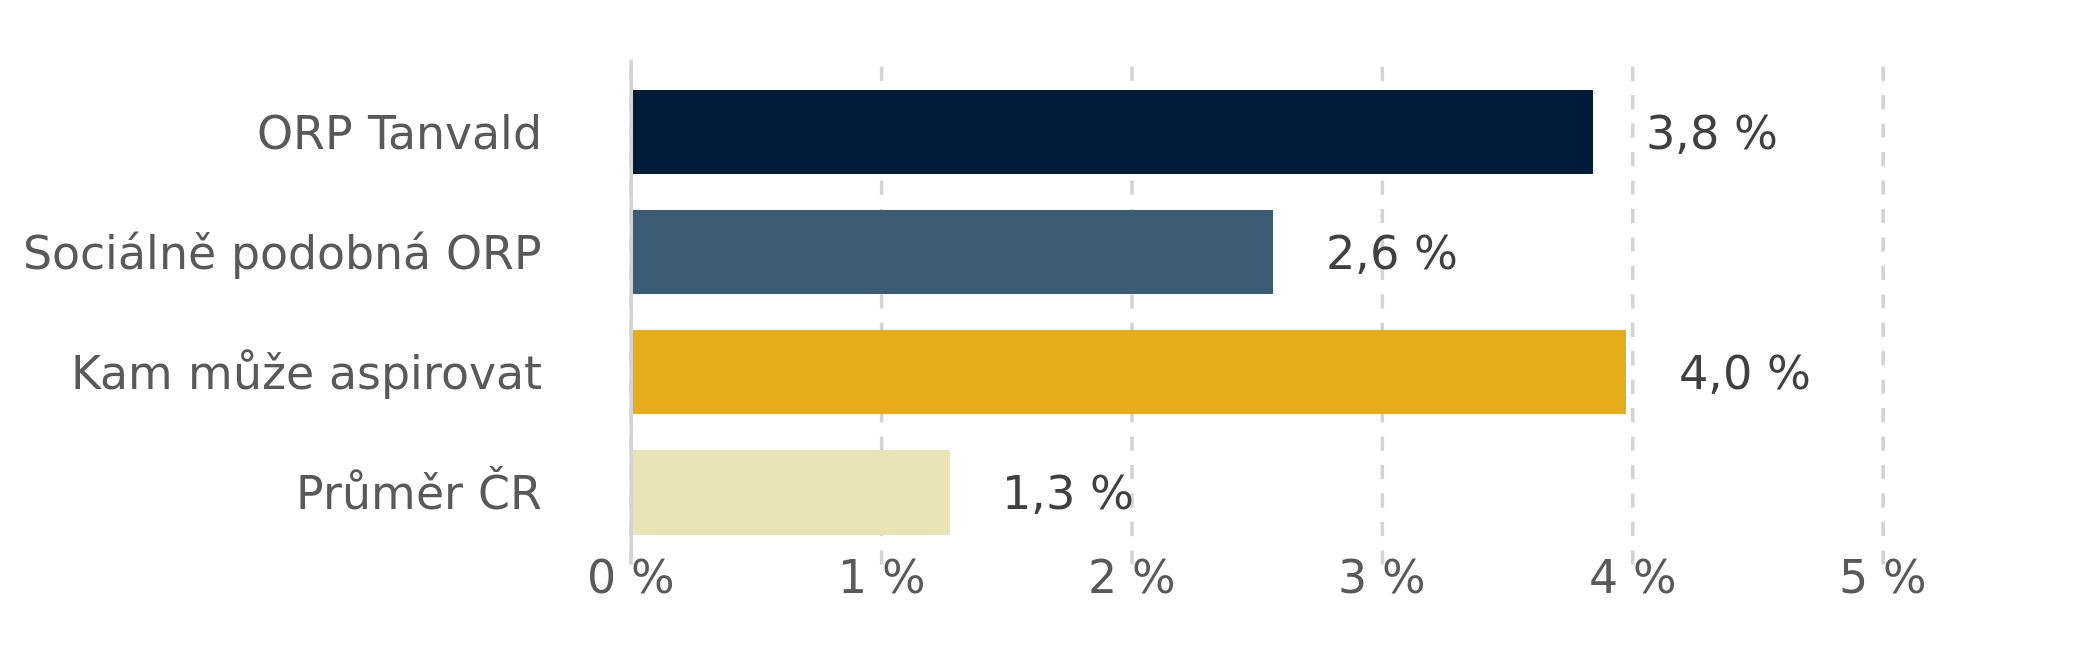 ORP Tanvald 3,8 %
Sociálně podobná ORP 2,6 %
Kam může aspirovat 4,0 %
Průměr ČR 1,3 %
0 % 1 % 2 % 3 % 4 % 5 %